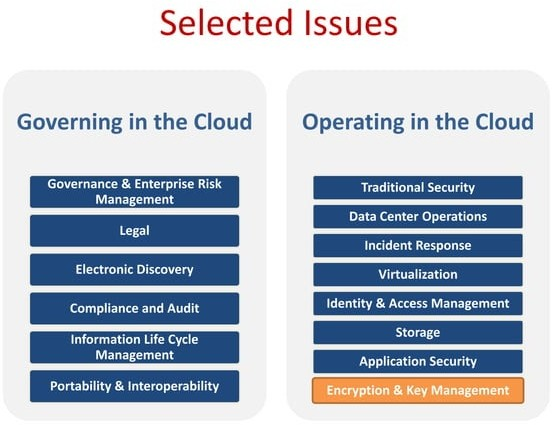 Selected Issues
Governing in the Cloud
Governance & Enterprise Risk
Management
Legal
Electronic Discovery
Compliance and Audit
Information Life Cycle
Management
Portability & Interoperability
Operating in the Cloud
Traditional Security
Data Center Operations
Incident Response
Virtualization
Identity & Access Management
Storage
Application Security
Encryption & Key Management